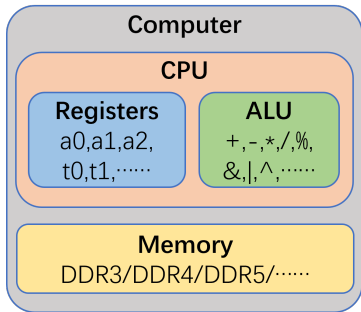 Computer
CPU
Registers
a0,a1,a2,
t0,t1,……
ALU
+,-,*,/,%,
&,|,^,……
Memory
DDR3/DDR4/DDR5/……